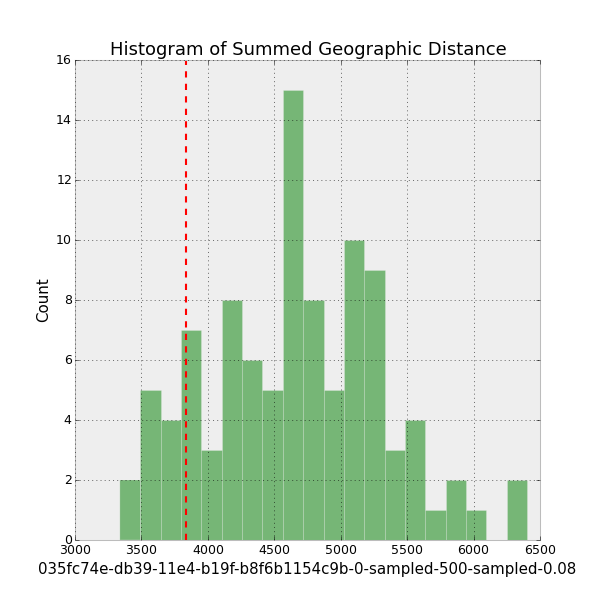 Histogram of Summed Geographic Distance
16
14
12
10
8
6
4
2
0
Count
3000 3500 4000 4500 5000 5500 6000 6500
035fc74e-db39-11e4-b19f-b8f6b1154c9b-0-sampled-500-sampled-0.08